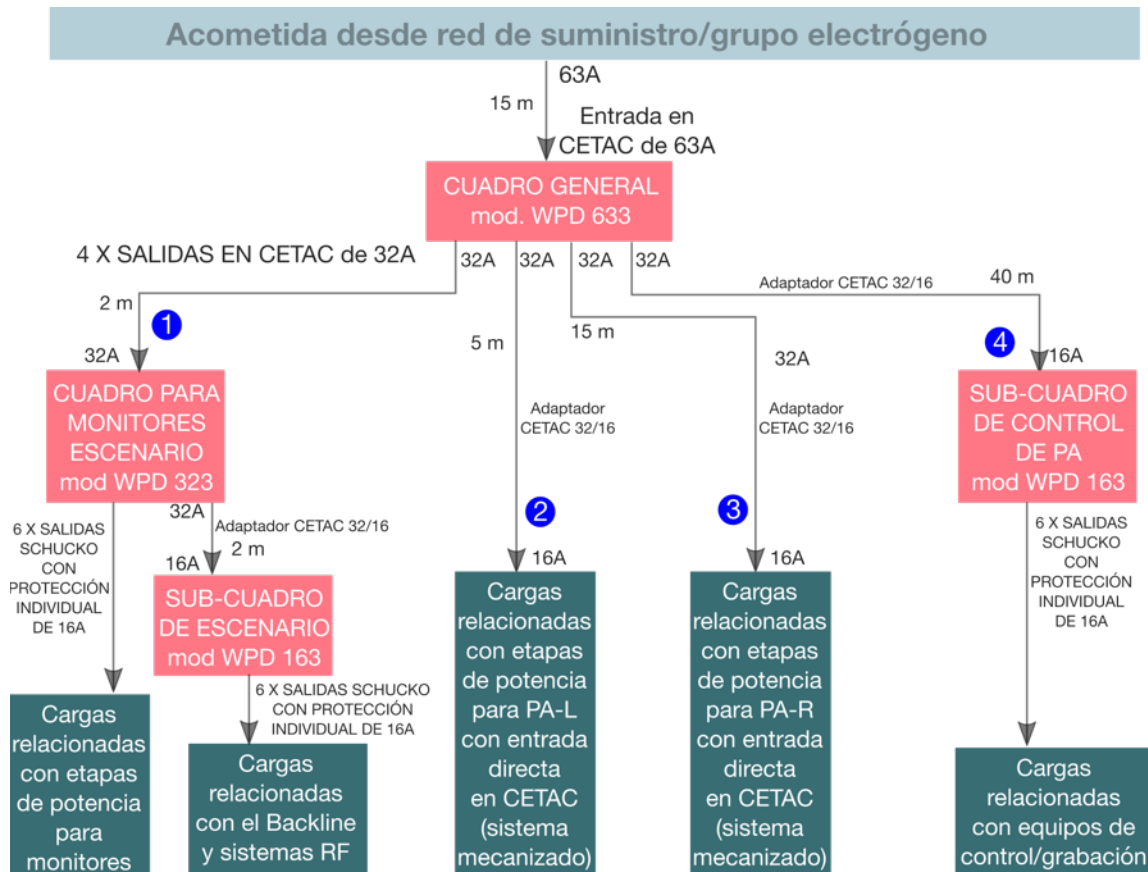 Acometida desde red de suministro/grupo electrógeno
63A
15 m
Entrada en
CETAC de 63A
CUADRO GENERAL
mod. WPD 633
4 X SALIDAS EN CETAC de 32A
32A
32A
32A
32A
2 m
1
32A
CUADRO PARA
MONITORES
ESCENARIO
mod WPD 323
6 X SALIDAS
SCHUCKO
CON
PROTECCIÓN
INDIVIDUAL
DE 16A
Cargas
relacionadas
con etapas
de potencia
para
monitores
32A
Adaptador CETAC 32/16
2 m
16A
SUB-CUADRO
DE ESCENARIO
mod WPD 163
6 X SALIDAS SCHUCKO
CON PROTECCIÓN
INDIVIDUAL DE 16A
Cargas
relacionadas
con el Backline
y sistemas RF
5 m
Adaptador
CETAC 32/16
2
16A
Cargas
relacionadas
con etapas
de potencia
para PA-L
con entrada
directa
en CETAC
(sistema
mecanizado)
15 m
32A
Adaptador
CETAC 32/16
3
16A
Cargas
relacionadas
con etapas
de potencia
para PA-R
con entrada
directa
en CETAC
(sistema
mecanizado)
Adaptador CETAC 32/16
40 m
4
16A
SUB-CUADRO
DE CONTROL
DE PA
mod WPD 163
6 X SALIDAS
SCHUCKO
CON
PROTECCIÓN
INDIVIDUAL
DE 16A
Cargas
relacionadas
con equipos de
control/grabación